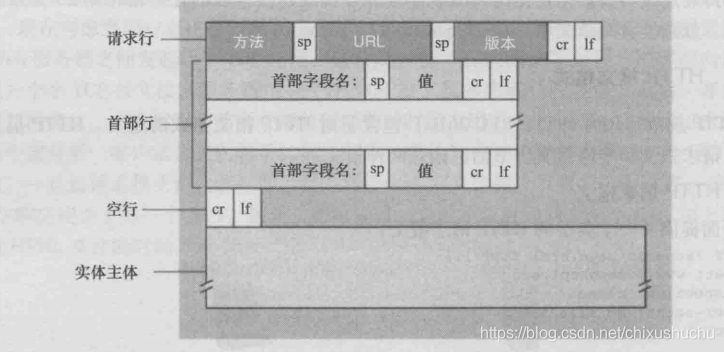 请求行 方法 sp URL sp 版本 cr lf
首部字段名： sp 值 cr lf
首部行
首部字段名： sp 值 cr lf
空行 cr lf
实体主体
https://blog.csdn.net/chixushuchu